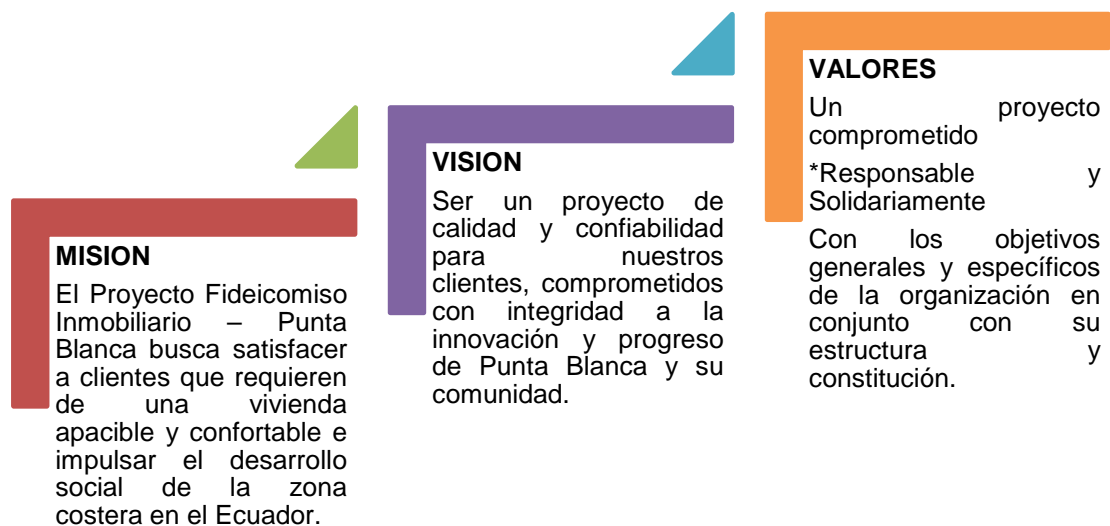 MISION
El Proyecto Fideicomiso
Inmobiliario – Punta
Blanca busca satisfacer
a clientes que requieren
de una vivienda
apacible y confortable e
impulsar el desarrollo
social de la zona
costera en el Ecuador.
VISION
Ser un proyecto de
calidad y confiabilidad
para nuestros
clientes, comprometidos
con integridad a la
innovación y progreso
de Punta Blanca y su
comunidad.
VALORES
Un proyecto
comprometido
*Responsable y
Solidariamente
Con los objetivos
generales y específicos
de la organización en
conjunto con su
estructura y
constitución.